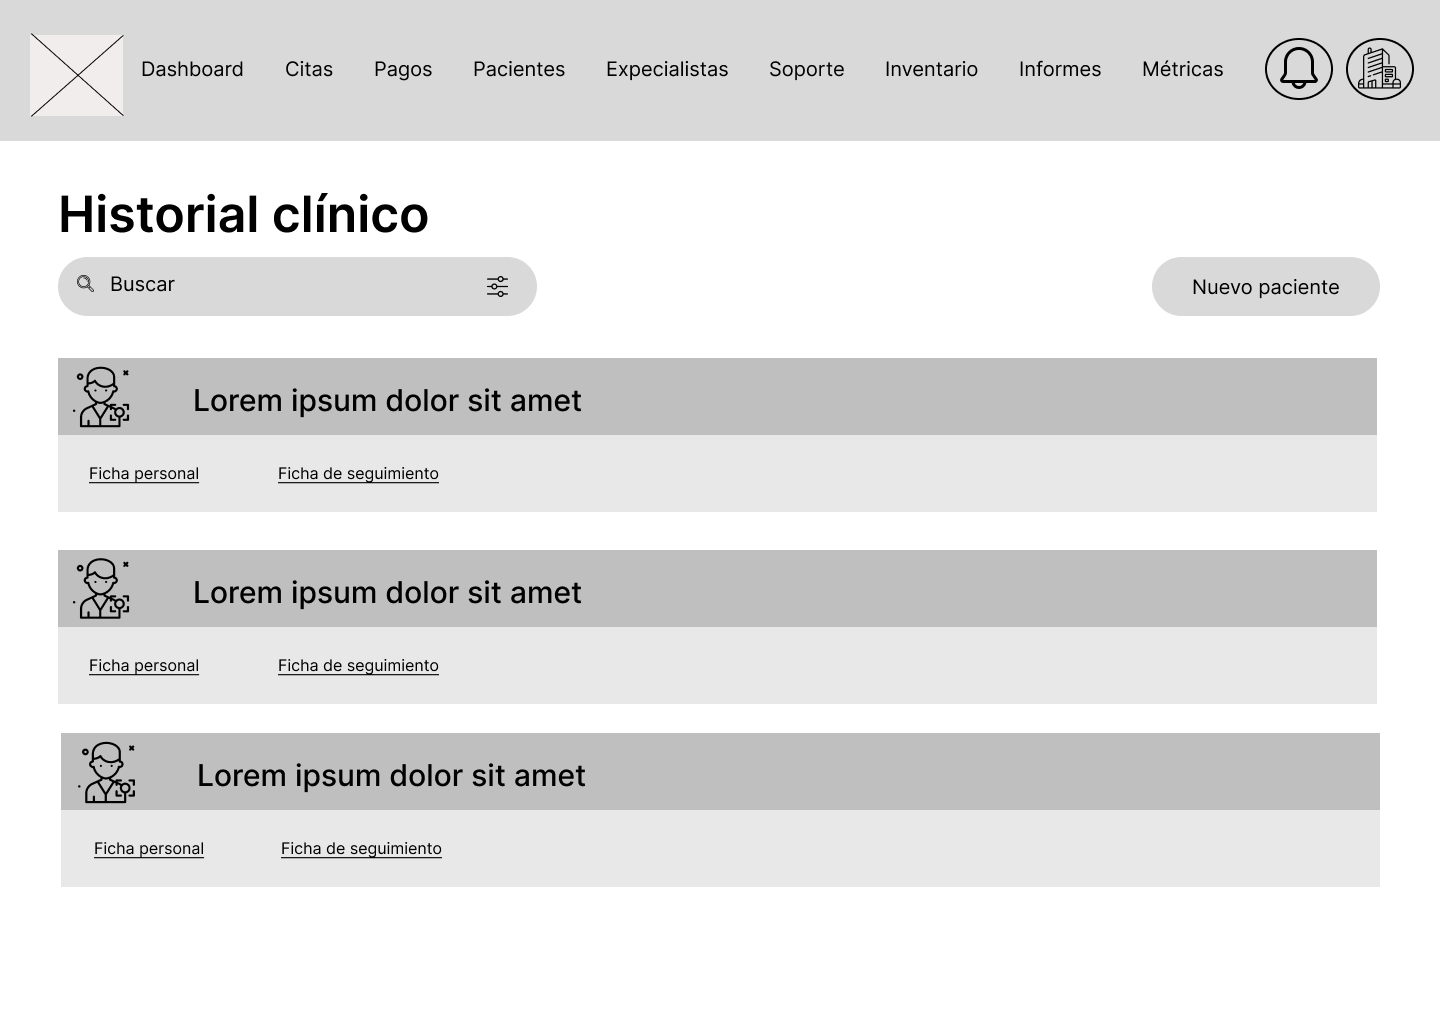 Dashboard Citas Pagos Pacientes Expecialistas Soporte Inventario Informes Métricas
Historial clínico
Buscar
Nuevo paciente
Lorem ipsum dolor sit amet
Ficha personal Ficha de seguimiento
Lorem ipsum dolor sit amet
Ficha personal Ficha de seguimiento
Lorem ipsum dolor sit amet
Ficha personal Ficha de seguimiento